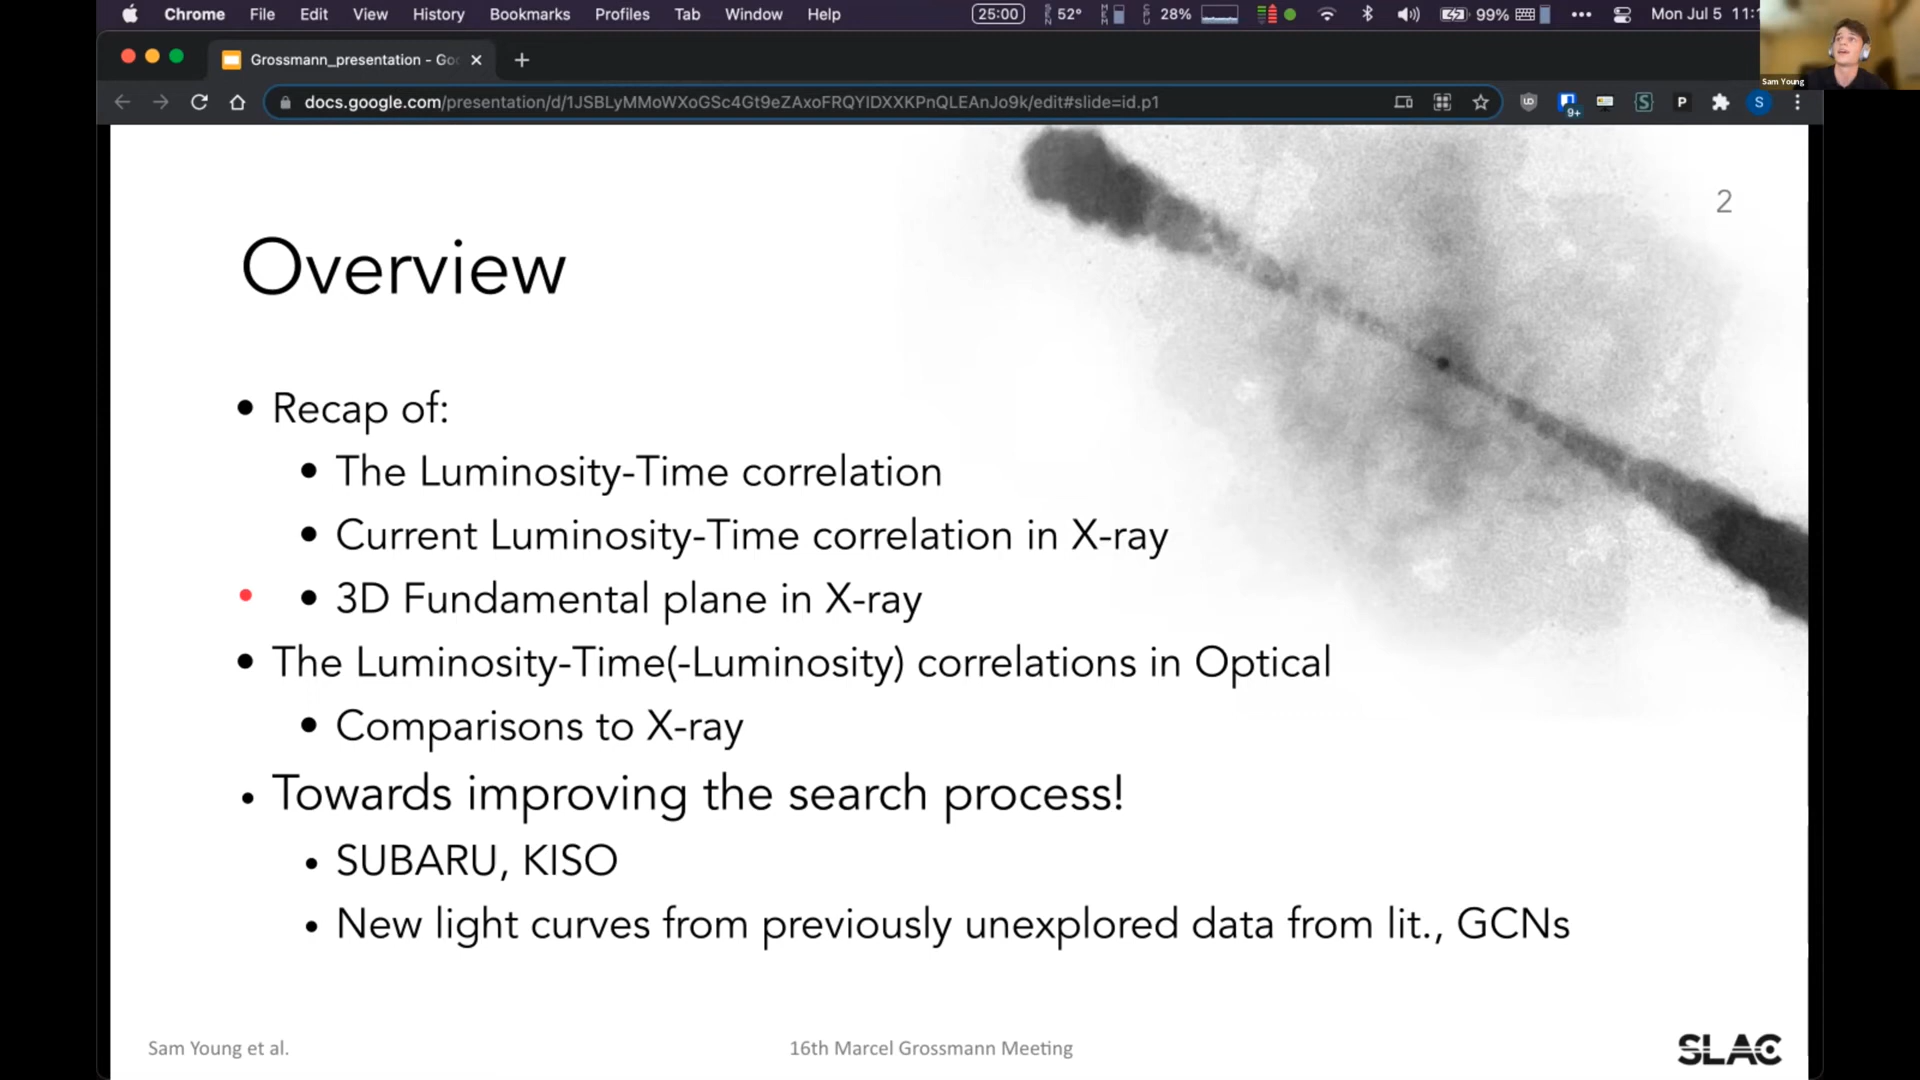 Chrome File Edit View History Bookmarks Profiles Tab Window Help 25:00 52° 28% 99% Mon Jul 5 11:1
Sam Young
Grossmann_presentation - Goo
docs.google.com/presentation/d/1JSBLyMMoWXoGSc4Gt9eZAxoFRQYIDXXKPnQLEAnJo9k/edit#slide=id.p1
9+ S P S
2
Overview
• Recap of:
• The Luminosity-Time correlation
• Current Luminosity-Time correlation in X-ray
• 3D Fundamental plane in X-ray
• The Luminosity-Time(-Luminosity) correlations in Optical
• Comparisons to X-ray
• Towards improving the search process!
• SUBARU, KISO
• New light curves from previously unexplored data from lit., GCNs
Sam Young et al. 16th Marcel Grossmann Meeting SLAC